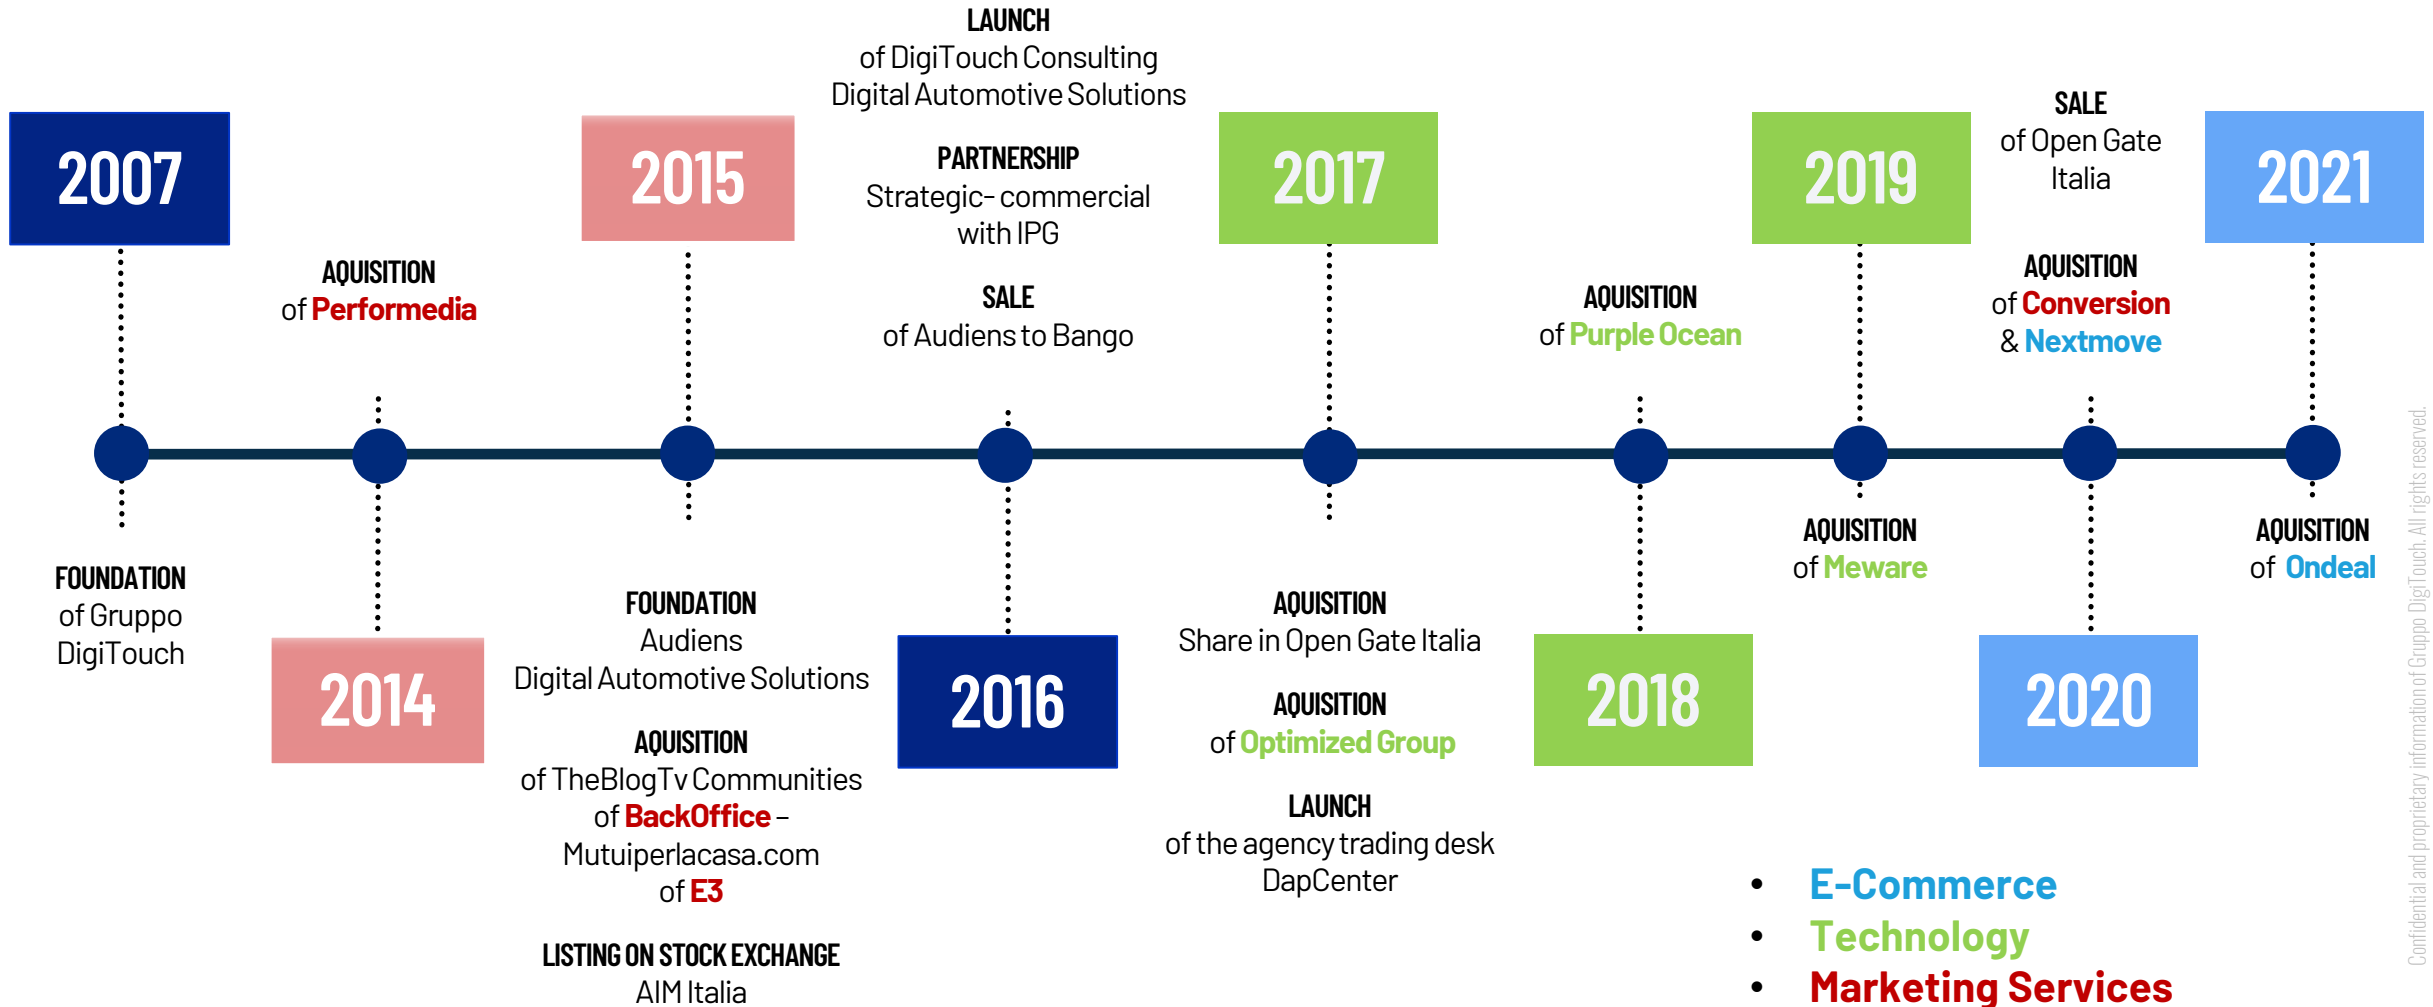 2007
FOUNDATION
of Gruppo
DigiTouch
AQUISITION
of Performedia
2014
2015
FOUNDATION
Audiens
Digital Automotive Solutions
AQUISITION
of TheBlogTv Communities
of BackOffice –
Mutuiperlacasa.com
of E3
LISTING ON STOCK EXCHANGE
AIM Italia
LAUNCH
of DigiTouch Consulting
Digital Automotive Solutions
PARTNERSHIP
Strategic- commercial
with IPG
SALE
of Audiens to Bango
2016
2017
AQUISITION
Share in Open Gate Italia
AQUISITION
of Optimized Group
LAUNCH
of the agency trading desk
DapCenter
AQUISITION
of Purple Ocean
2018
2019
AQUISITION
of Meware
SALE
of Open Gate
Italia
AQUISITION
of Conversion
& Nextmove
2020
2021
AQUISITION
of Ondeal
• E-Commerce
• Technology
• Marketing Services
Confidential and proprietary information of Gruppo DigiTouch. All rights reserved.